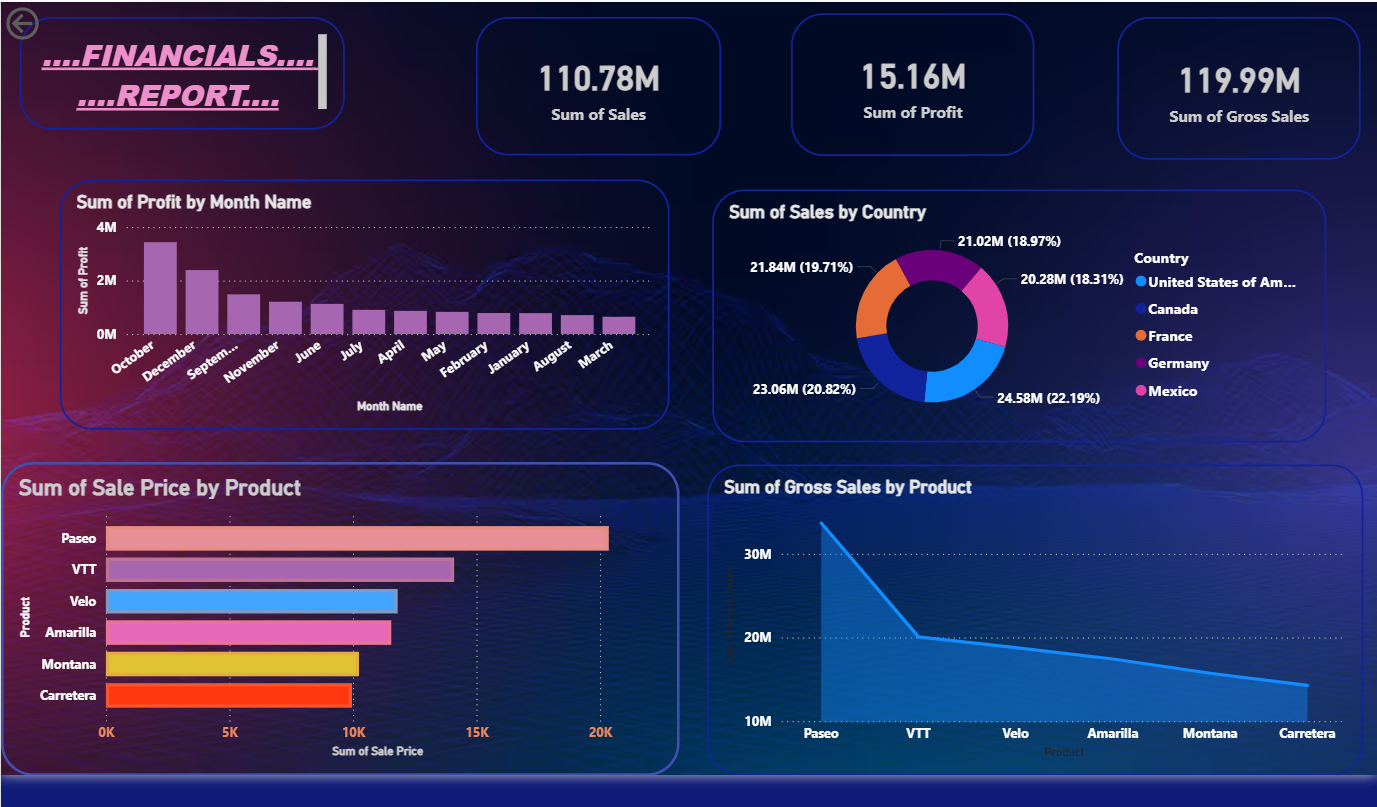 ....FINANCIALS....
....REPORT....
110.78M
Sum of Sales
15.16M
Sum of Profit
119.99M
Sum of Gross Sales
Sum of Profit by Month Name
4M
2M
0M
Sum of Profit
October
December
Septem...
November
June
July
April
May
February
January
August
March
Month Name
Sum of Sales by Country
21.02M (18.97%)
21.84M (19.71%)
20.28M (18.31%)
23.06M (20.82%)
24.58M (22.19%)
Country
United States of Am...
Canada
France
Germany
Mexico
Sum of Sale Price by Product
Product
Paseo
VTT
Velo
Amarilla
Montana
Carretera
0K
5K
10K
15K
20K
Sum of Sale Price
Sum of Gross Sales by Product
30M
20M
10M
Paseo
VTT
Velo
Amarilla
Montana
Carretera
Product